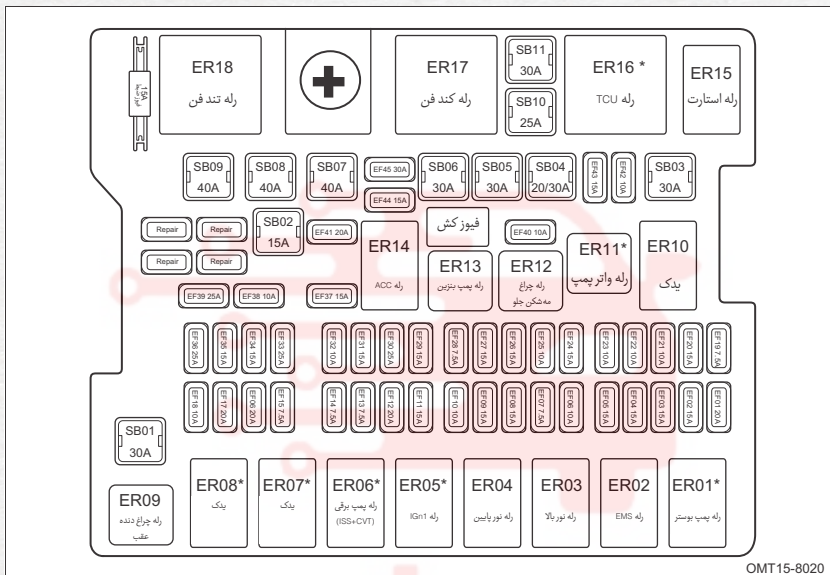 ER18
رله تند فن
ER17
رله کند فن
SB11
30A
SB10
25A
ER16 *
رله TCU
ER15
رله استارت
15A
SB09
40A
SB08
40A
SB07
40A
EF45 30A
EF44 15A
SB06
30A
SB05
30A
SB04
20/30A
EF43 15A
EF42 10A
SB03
30A
Repair
Repair
Repair
Repair
SB02
15A
EF41 20A
ER14
رله ACC
فیوز کش
ER13
رله پمپ بنزین
EF40 10A
ER12
رله چراغ
مه‌شکن جلو
ER11*
رله واتر پمپ
ER10
یدک
EF39 25A
EF38 10A
EF37 15A
EF36 25A
EF35 15A
EF34 15A
EF33 25A
EF32 10A
EF31 15A
EF30 25A
EF29 15A
EF28 7.5A
EF27 15A
EF26 15A
EF25 10A
EF24 15A
EF23 10A
EF22 10A
EF21 10A
EF20 15A
EF19 7.5A
EF18 10A
EF17 20A
EF06 20A
EF15 7.5A
EF14 7.5A
EF13 7.5A
EF12 20A
EF11 15A
EF10 10A
EF09 15A
EF08 15A
EF07 7.5A
EF06 10A
EF05 15A
EF04 15A
EF03 15A
EF02 15A
EF01 20A
SB01
30A
ER09
رله چراغ دنده
عقب
ER08*
یدک
ER07*
یدک
ER06*
رله پمپ برقی
(ISS+CVT)
ER05*
رله IGn1
ER04
رله نور پایین
ER03
رله نور بالا
ER02
رله EMS
ER01*
رله پمپ بوستر
OMT15-8020